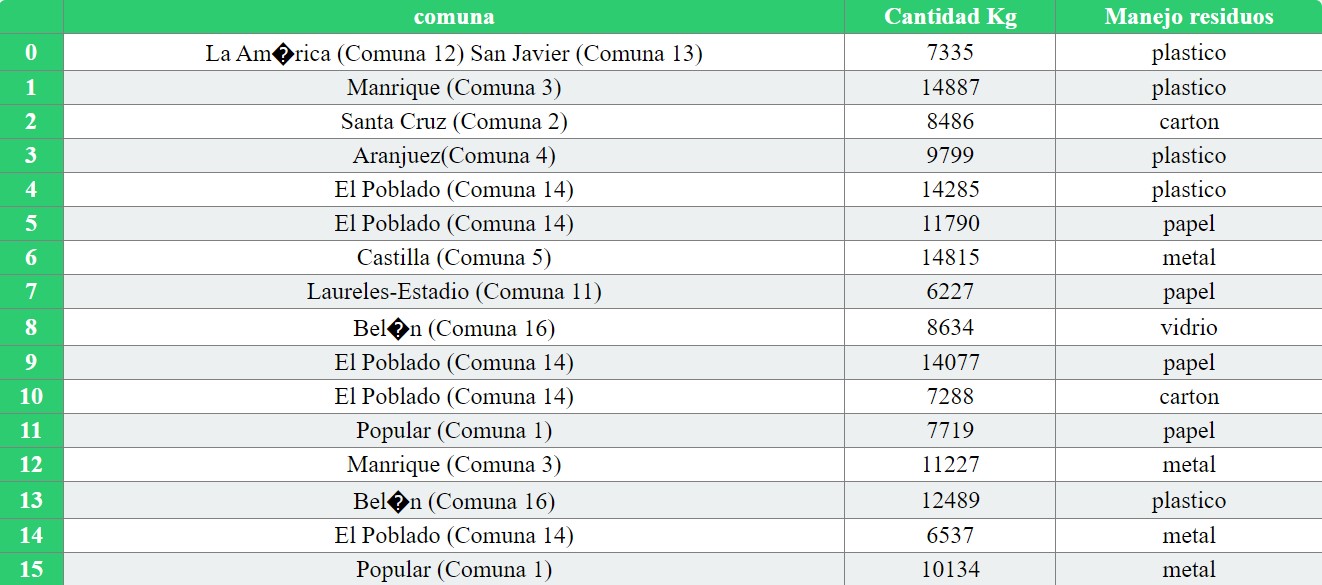 comuna Cantidad Kg Manejo residuos
0 La Am�rica (Comuna 12) San Javier (Comuna 13) 7335 plastico
1 Manrique (Comuna 3) 14887 plastico
2 Santa Cruz (Comuna 2) 8486 carton
3 Aranjuez(Comuna 4) 9799 plastico
4 El Poblado (Comuna 14) 14285 plastico
5 El Poblado (Comuna 14) 11790 papel
6 Castilla (Comuna 5) 14815 metal
7 Laureles-Estadio (Comuna 11) 6227 papel
8 Bel�n (Comuna 16) 8634 vidrio
9 El Poblado (Comuna 14) 14077 papel
10 El Poblado (Comuna 14) 7288 carton
11 Popular (Comuna 1) 7719 papel
12 Manrique (Comuna 3) 11227 metal
13 Bel�n (Comuna 16) 12489 plastico
14 El Poblado (Comuna 14) 6537 metal
15 Popular (Comuna 1) 10134 metal